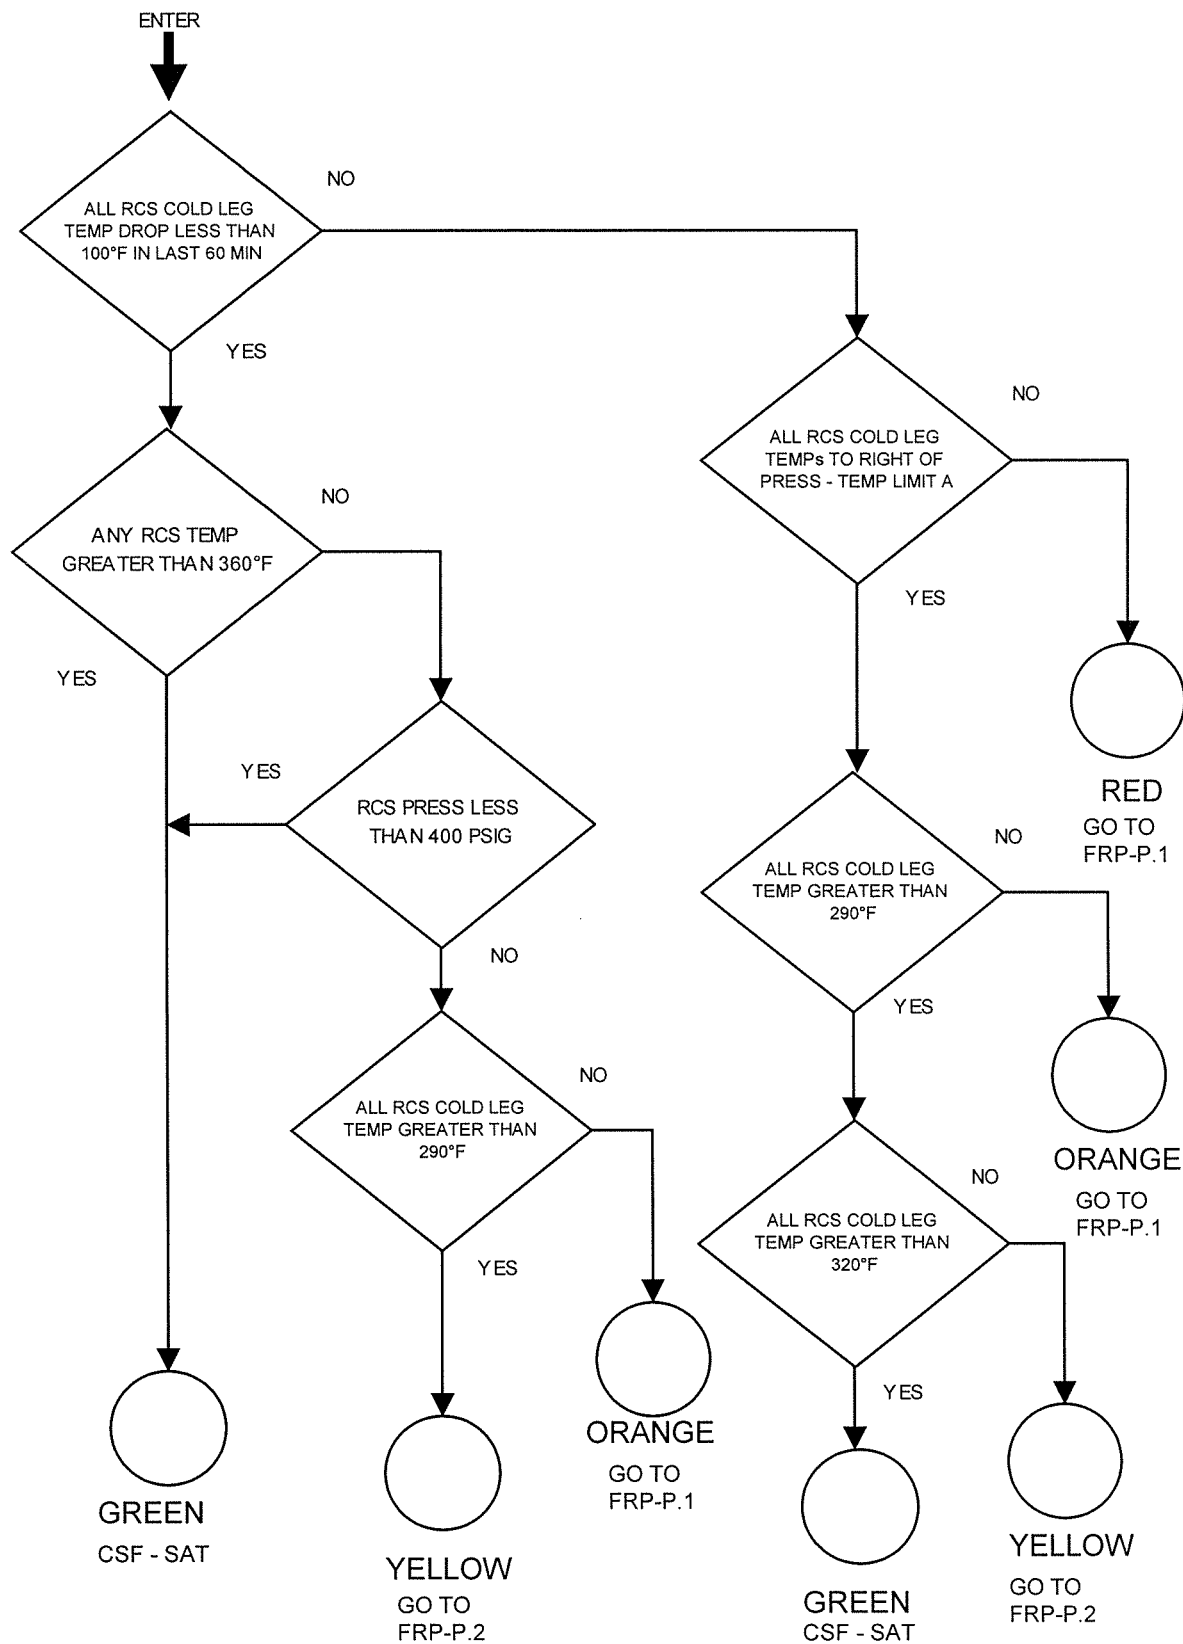 ENTER
ALL RCS COLD LEG
TEMP DROP LESS THAN
100°F IN LAST 60 MIN
NO
YES
ANY RCS TEMP
GREATER THAN 360°F
NO
YES
RCS PRESS LESS
THAN 400 PSIG
YES
NO
ALL RCS COLD LEG
TEMP GREATER THAN
290°F
NO
YES
GREEN
CSF - SAT
YELLOW
GO TO
FRP-P.2
ORANGE
GO TO
FRP-P.1
ALL RCS COLD LEG
TEMPs TO RIGHT OF
PRESS - TEMP LIMIT A
NO
YES
RED
GO TO
FRP-P.1
ALL RCS COLD LEG
TEMP GREATER THAN
290°F
NO
YES
ORANGE
GO TO
FRP-P.1
ALL RCS COLD LEG
TEMP GREATER THAN
320°F
NO
YES
GREEN
CSF - SAT
YELLOW
GO TO
FRP-P.2